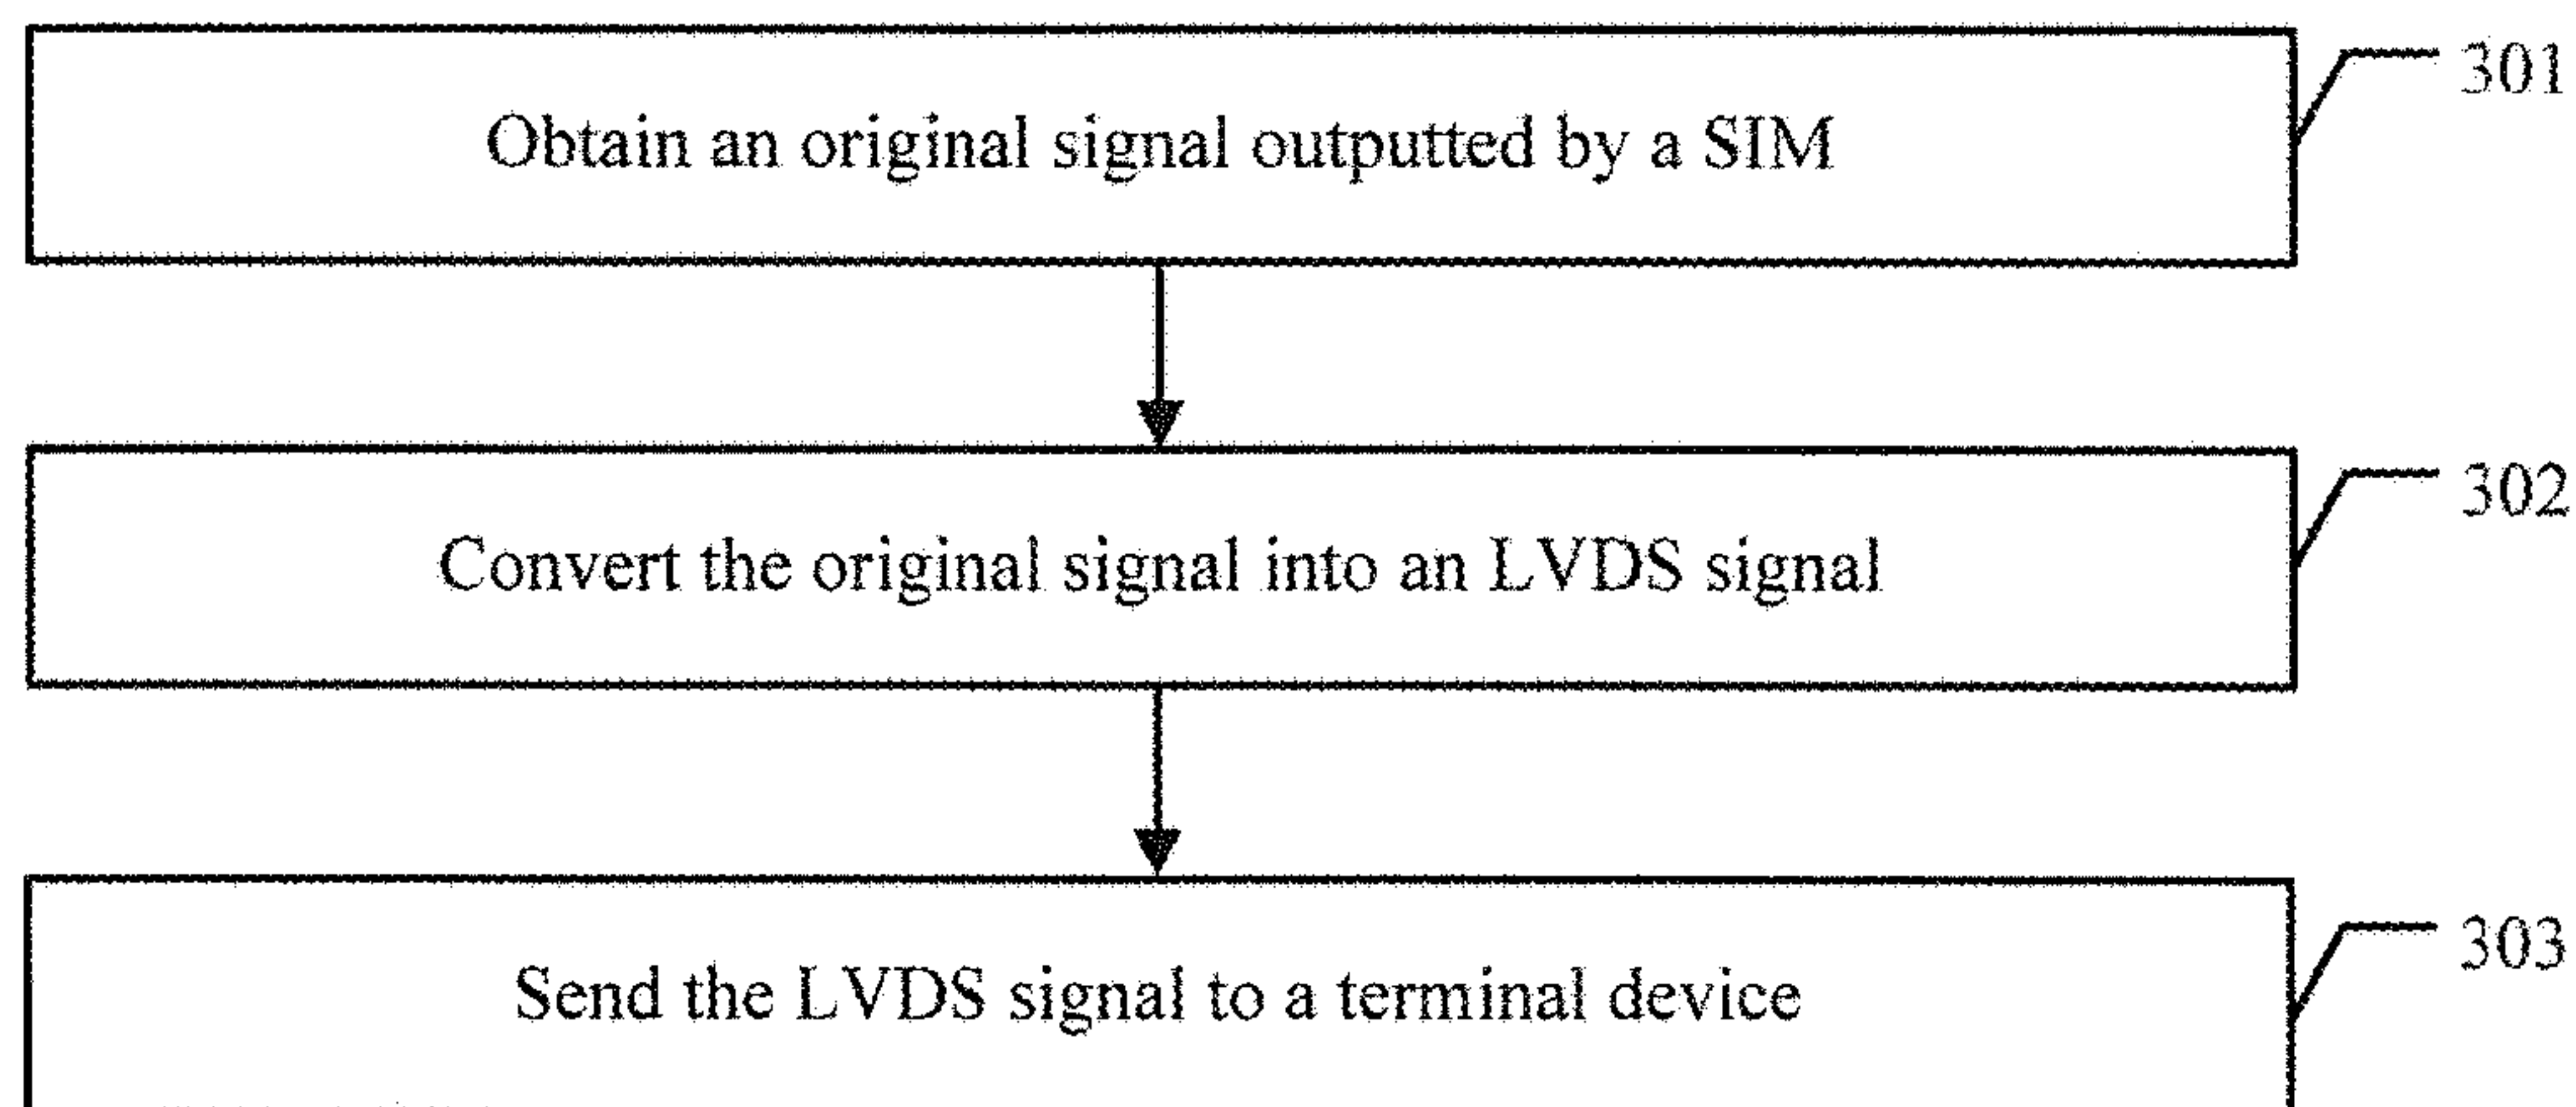 301
Obtain an original signal outputted by a SIM
302
Convert the original signal into an LVDS signal
303
Send the LVDS signal to a terminal device